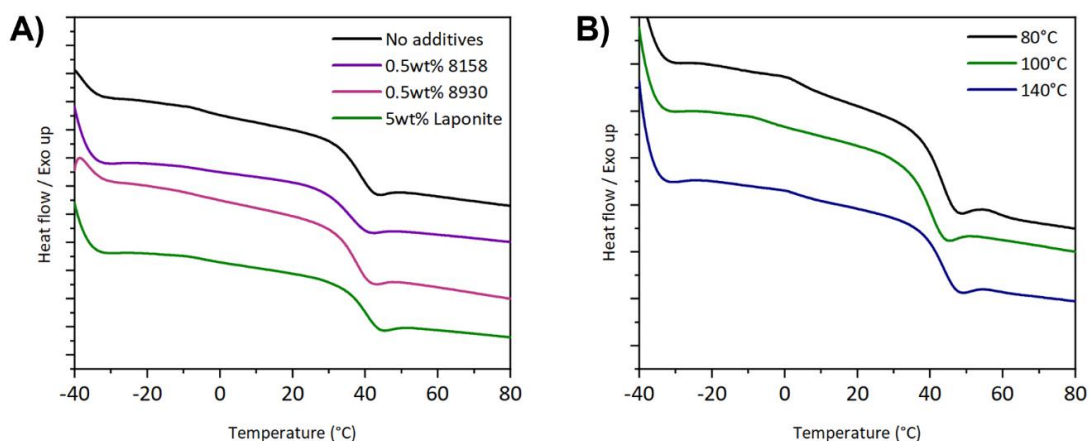 A)
No additives
0.5wt% 8158
0.5wt% 8930
5wt% Laponite
Heat flow / Exo up
-40 -20 0 20 40 60 80
Temperature (°C)
B)
80°C
100°C
140°C
Heat flow / Exo up
-40 -20 0 20 40 60 80
Temperature (°C)